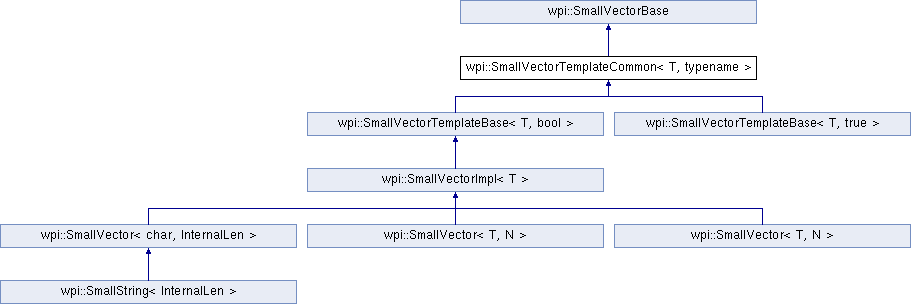 wpi::SmallVectorBase
wpi::SmallVectorTemplateCommon< T, typename >
wpi::SmallVectorTemplateBase< T, bool >
wpi::SmallVectorTemplateBase< T, true >
wpi::SmallVectorImpl< T >
wpi::SmallVector< char, InternalLen >
wpi::SmallVector< T, N >
wpi::SmallVector< T, N >
wpi::SmallString< InternalLen >